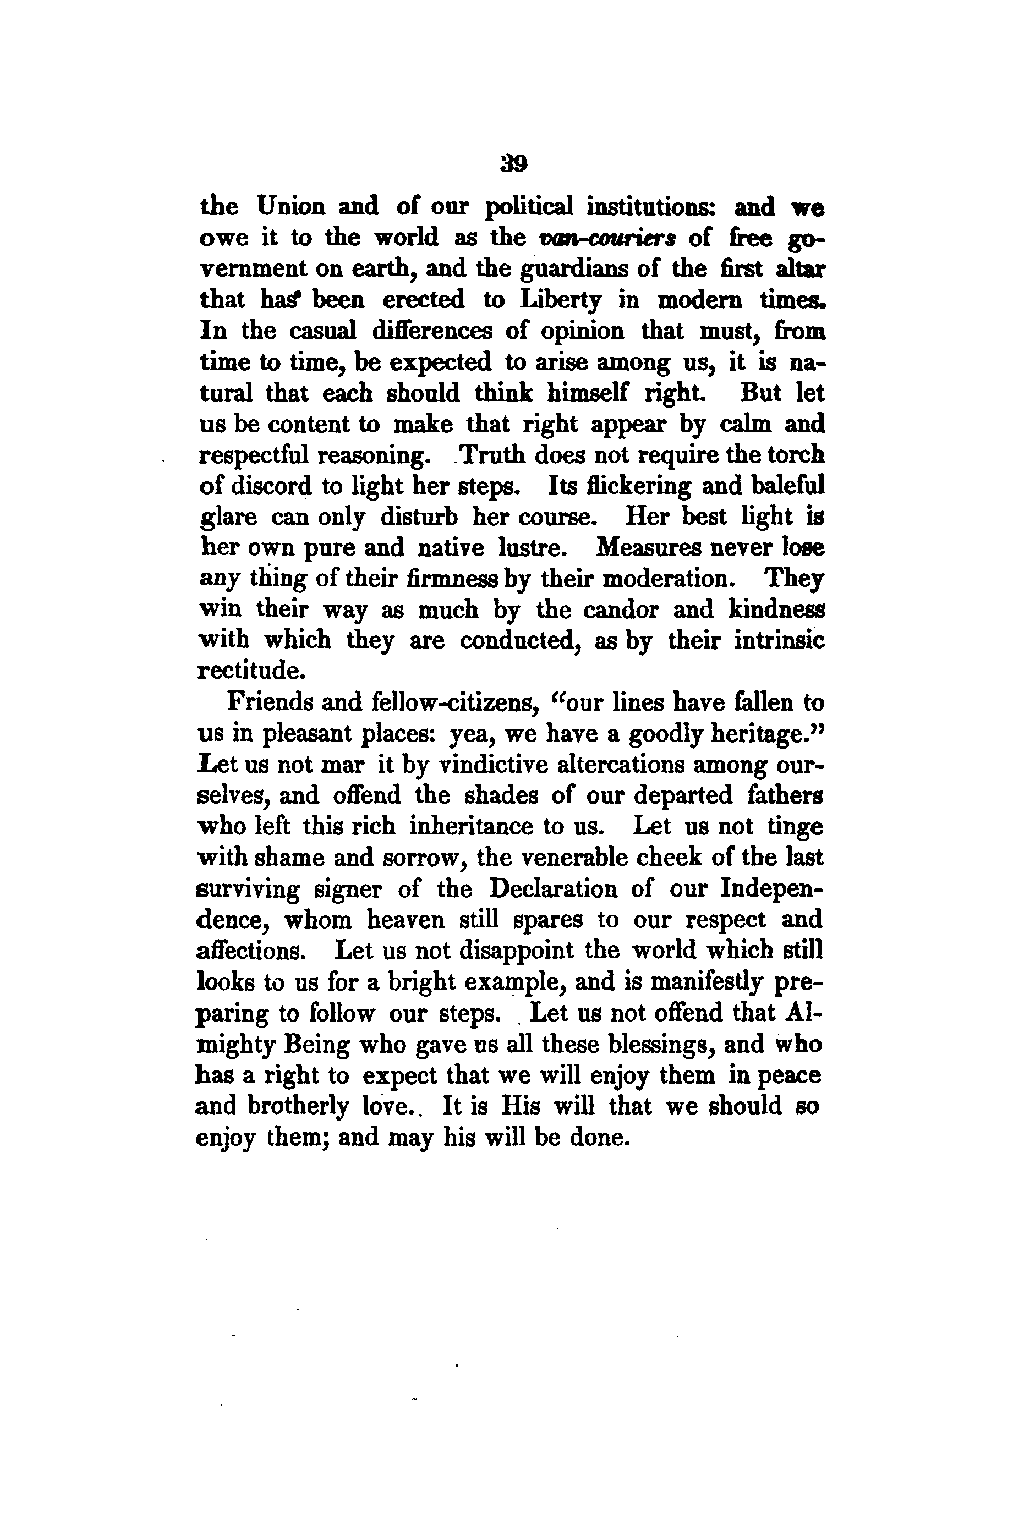 39
the Union and of our political institutions: and we
owe it to the world as the van-couriers of free go-
vernment on earth, and the guardians of the first altar
that has been erected to Liberty in modern times.
In the casual differences of opinion that must, from
time to time, be expected to arise among us, it is na-
tural that each should think himself right. But let
us be content to make that right appear by calm and
respectful reasoning. Truth does not require the torch
of discord to light her steps. Its flickering and baleful
glare can only disturb her course. Her best light is
her own pure and native lustre. Measures never lose
any thing of their firmness by their moderation. They
win their way as much by the candor and kindness
with which they are conducted, as by their intrinsic
rectitude.
Friends and fellow-citizens, "our lines have fallen to
us in pleasant places: yea, we have a goodly heritage."
Let us not mar it by vindictive altercations among our-
selves, and offend the shades of our departed fathers
who left this rich inheritance to us. Let us not tinge
with shame and sorrow, the venerable cheek of the last
surviving signer of the Declaration of our Indepen-
dence, whom heaven still spares to our respect and
affections. Let us not disappoint the world which still
looks to us for a bright example, and is manifestly pre-
paring to follow our steps. Let us not offend that Al-
mighty Being who gave us all these blessings, and who
has a right to expect that we will enjoy them in peace
and brotherly love. It is His will that we should so
enjoy them; and may his will be done.